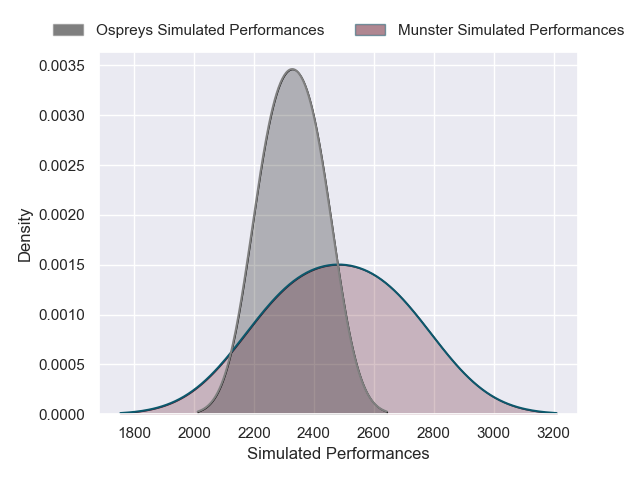 Ospreys Simulated Performances Munster Simulated Performances
0.0035
0.0030
0.0025
0.0020
0.0015
0.0010
0.0005
0.0000
Density
1800 2000 2200 2400 2600 2800 3000 3200
Simulated Performances